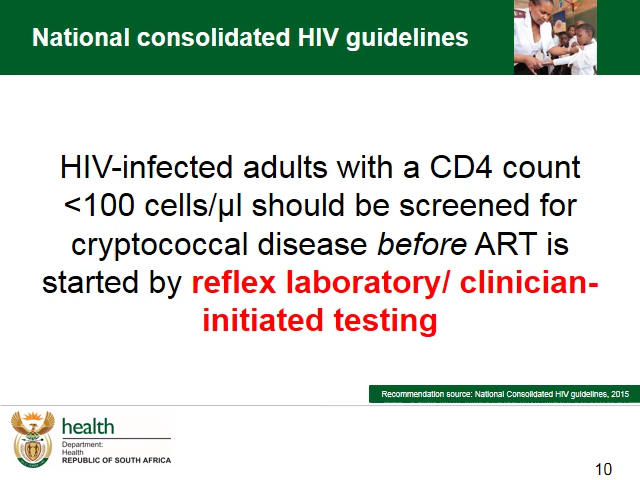 National consolidated HIV guidelines
HIV-infected adults with a CD4 count
<100 cells/µl should be screened for
cryptococcal disease before ART is
started by reflex laboratory/ clinician-
initiated testing
Recommendation source: National Consolidated HIV guidelines, 2015
health
Department:
Health
REPUBLIC OF SOUTH AFRICA
10